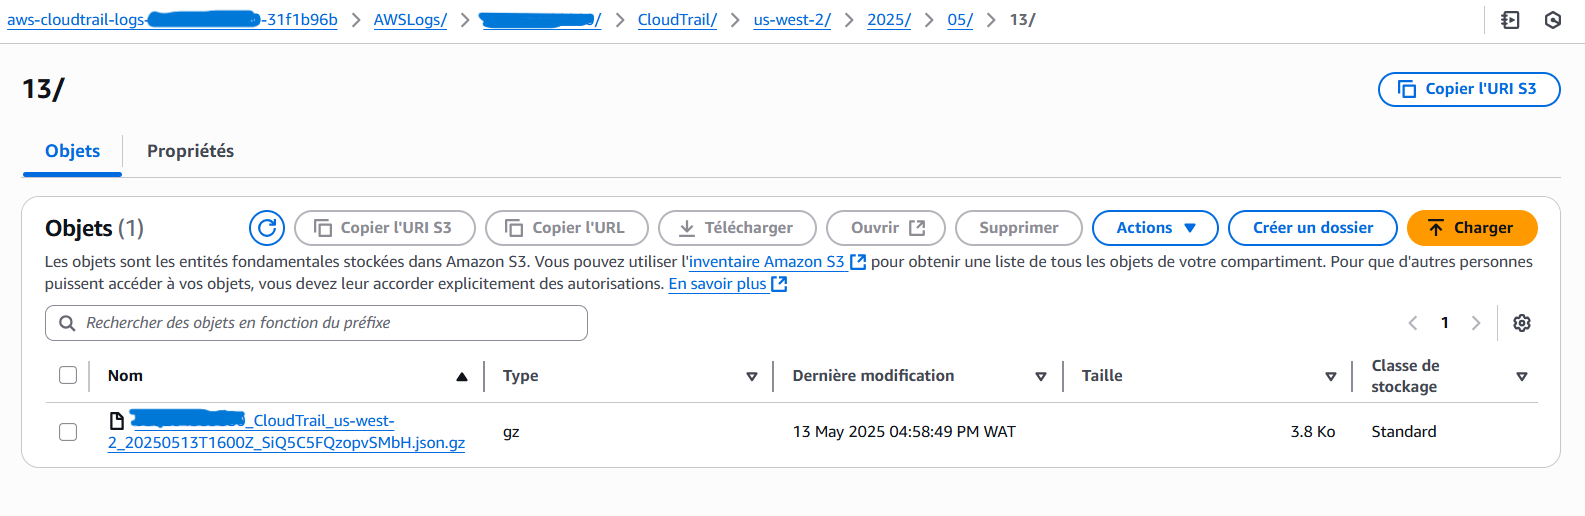 aws-cloudtrail-logs- -31f1b96b > AWSLogs/ > / > CloudTrail/ > us-west-2/ > 2025/ > 05/ > 13/
13/
Copier l'URI S3
Objets
Propriétés
Objets (1)
Copier l'URI S3
Copier l'URL
Télécharger
Ouvrir
Supprimer
Actions
Créer un dossier
Charger
Les objets sont les entités fondamentales stockées dans Amazon S3. Vous pouvez utiliser l'inventaire Amazon S3 pour obtenir une liste de tous les objets de votre compartiment. Pour que d'autres personnes
puissent accéder à vos objets, vous devez leur accorder explicitement des autorisations. En savoir plus
Rechercher des objets en fonction du préfixe
1
Nom
Type
Dernière modification
Taille
Classe de
stockage
_CloudTrail_us-west-
2_20250513T1600Z_SiQ5C5FQzopvSMbH.json.gz
gz
13 May 2025 04:58:49 PM WAT
3.8 Ko
Standard